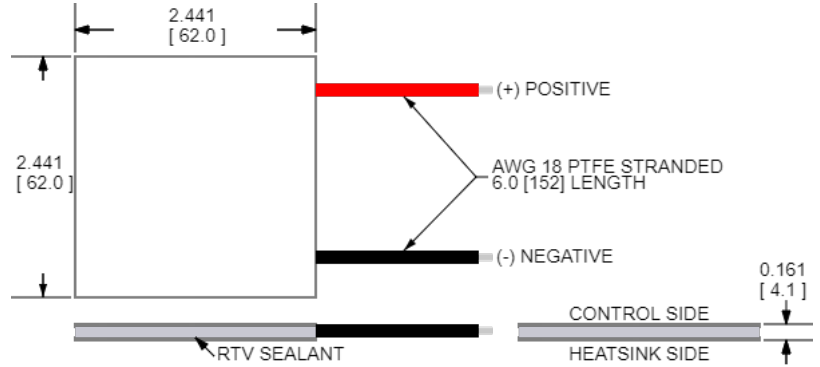 2.441
[ 62.0 ]
(+) POSITIVE
2.441
[ 62.0 ]
AWG 18 PTFE STRANDED
6.0 [152] LENGTH
(-) NEGATIVE
0.161
[ 4.1 ]
CONTROL SIDE
RTV SEALANT
HEATSINK SIDE